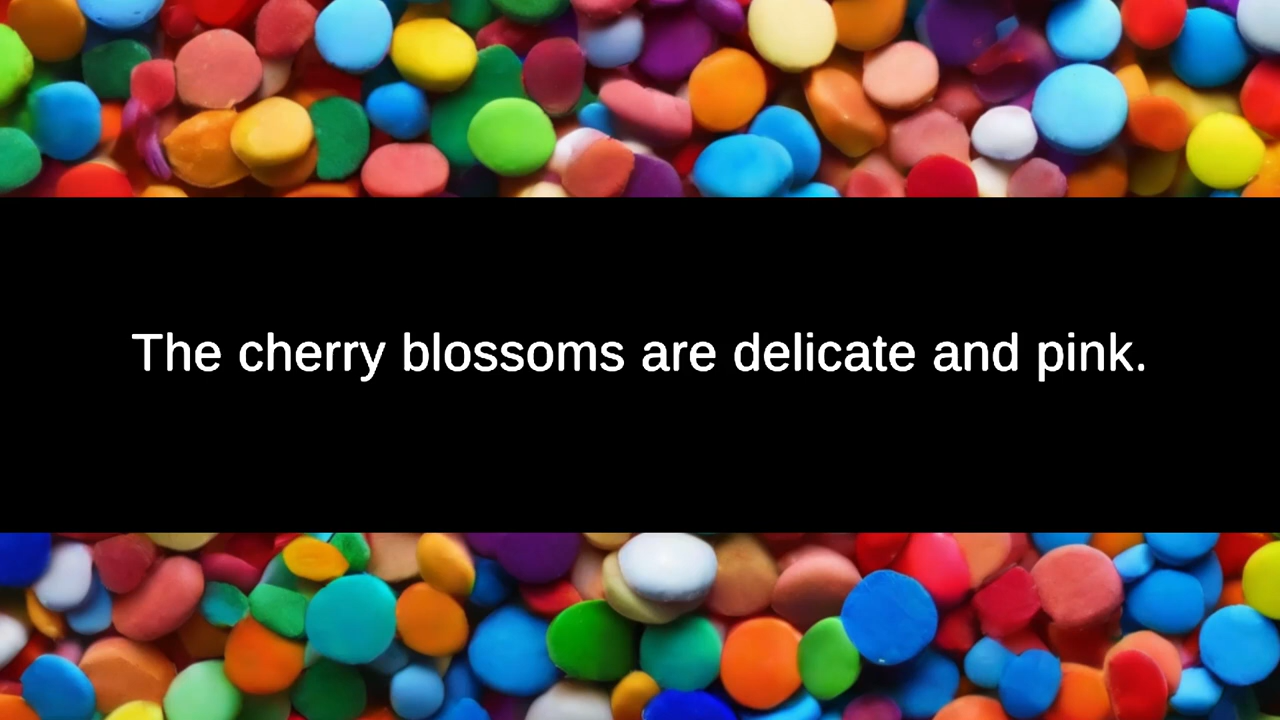 The cherry blossoms are delicate and pink.